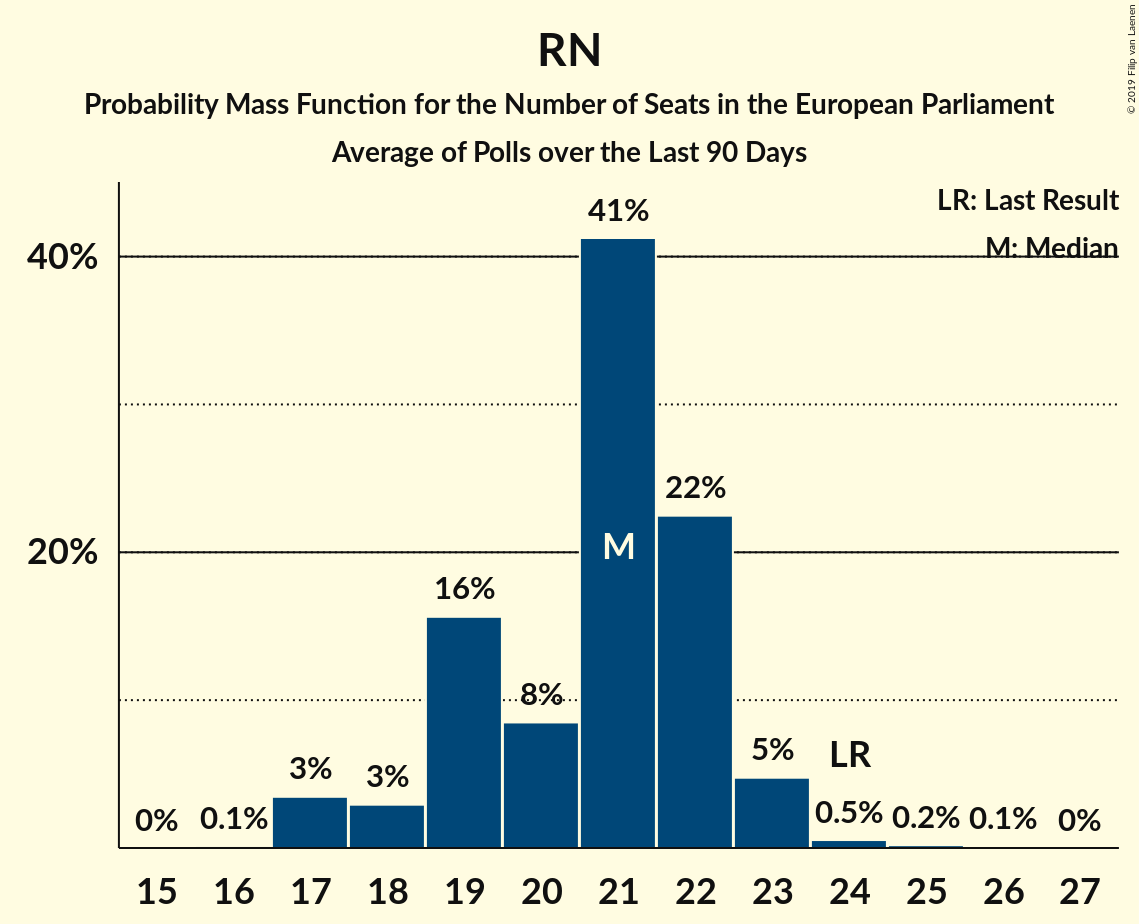 RN
Probability Mass Function for the Number of Seats in the European Parliament
Average of Polls over the Last 90 Days
© 2019 Filip van Laenen
LR: Last Result
M: Median
40%
20%
0%
0.1%
3%
3%
16%
8%
41%
M
22%
5%
LR
0.5%
0.2%
0.1%
0%
15 16 17 18 19 20 21 22 23 24 25 26 27